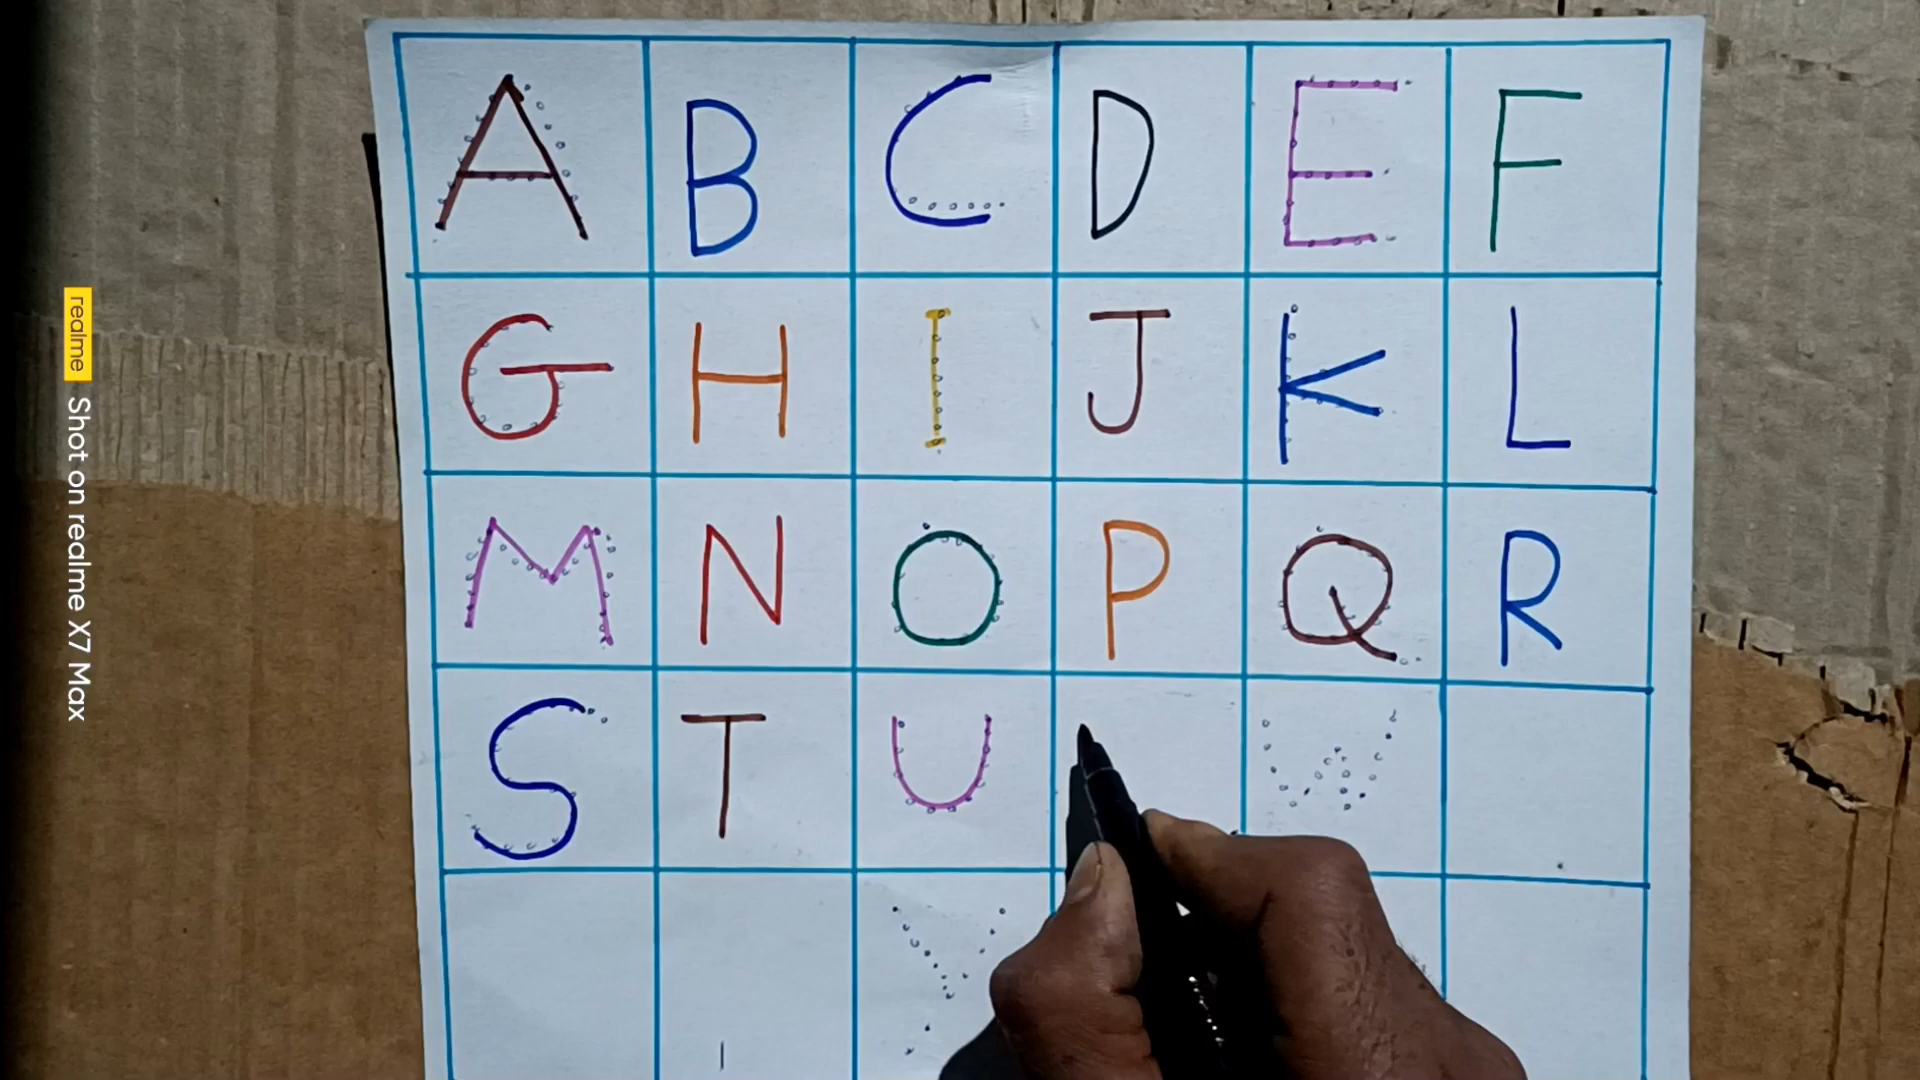 A B C D E F
G H I J K L
M N O P Q R
S T U W
Y
realme Shot on realme X7 Max